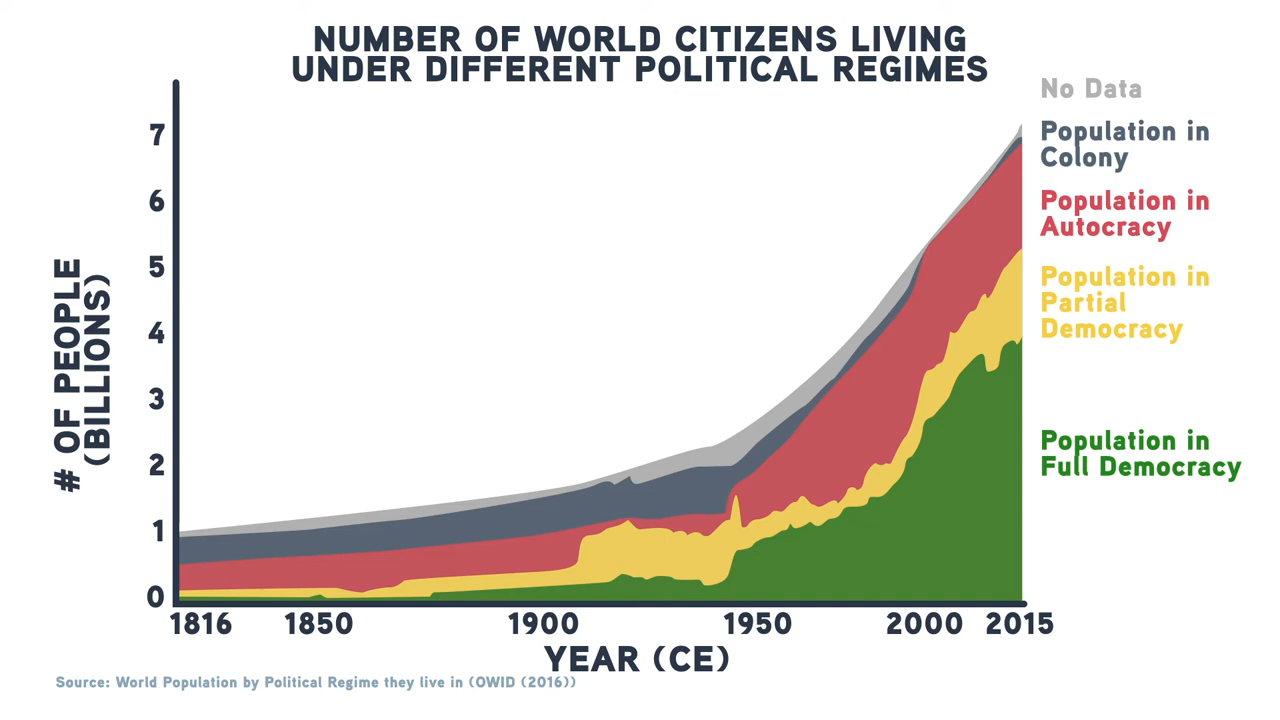 NUMBER OF WORLD CITIZENS LIVING
UNDER DIFFERENT POLITICAL REGIMES
No Data
Population in
Colony
Population in
Autocracy
Population in
Partial
Democracy
Population in
Full Democracy
# OF PEOPLE
(BILLIONS)
7
6
5
4
3
2
1
0
1816 1850 1900 1950 2000 2015
YEAR (CE)
Source: World Population by Political Regime they live in (OWID (2016))